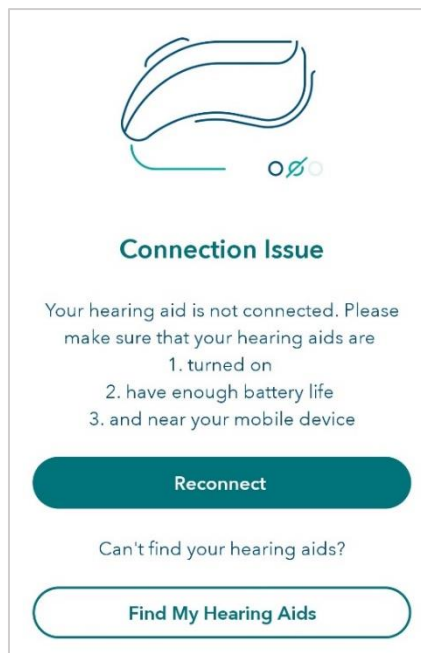 Connection Issue
Your hearing aid is not connected. Please
make sure that your hearing aids are
1. turned on
2. have enough battery life
3. and near your mobile device
Reconnect
Can't find your hearing aids?
Find My Hearing Aids